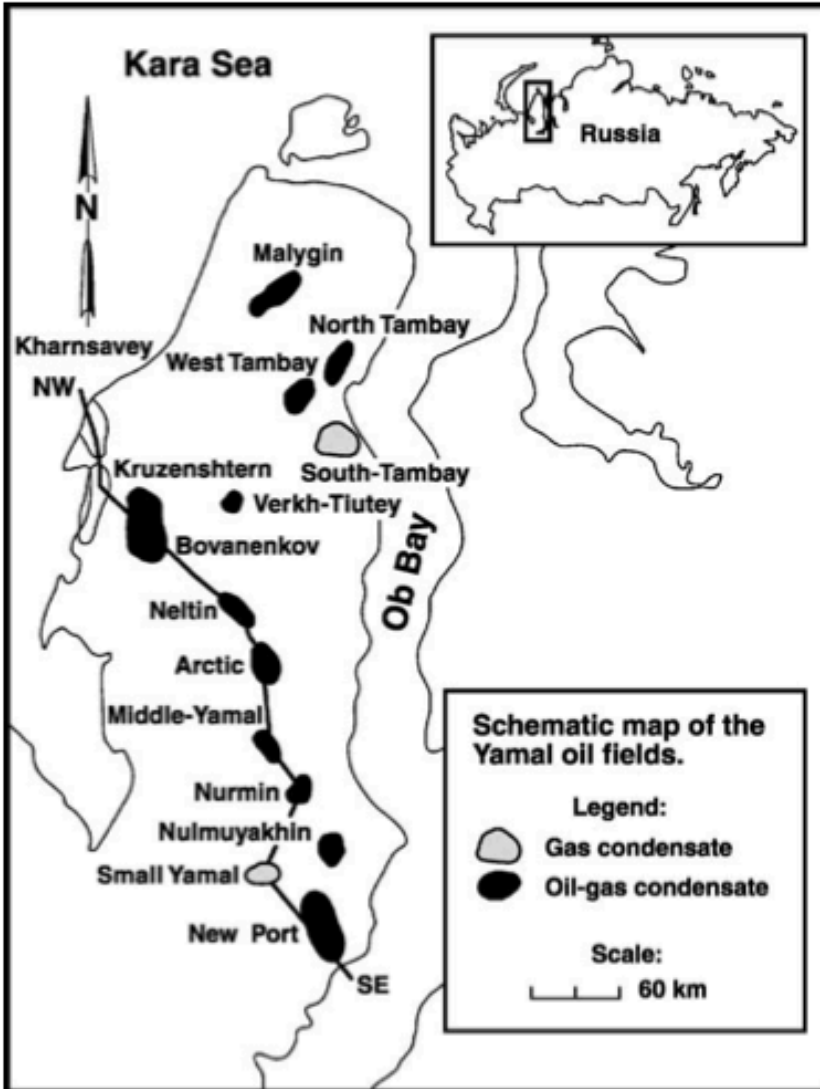 Kara Sea
Russia
N
Malygin
North Tambay
Kharnsavey
West Tambay
NW
Kruzenshtern
South-Tambay
Verkh-Tiutey
Bovanenkov
Ob Bay
Neltin
Arctic
Middle-Yamal
Nurmin
Nulmuyakhin
Small Yamal
New Port
SE
Schematic map of the
Yamal oil fields.
Legend:
Gas condensate
Oil-gas condensate
Scale:
60 km